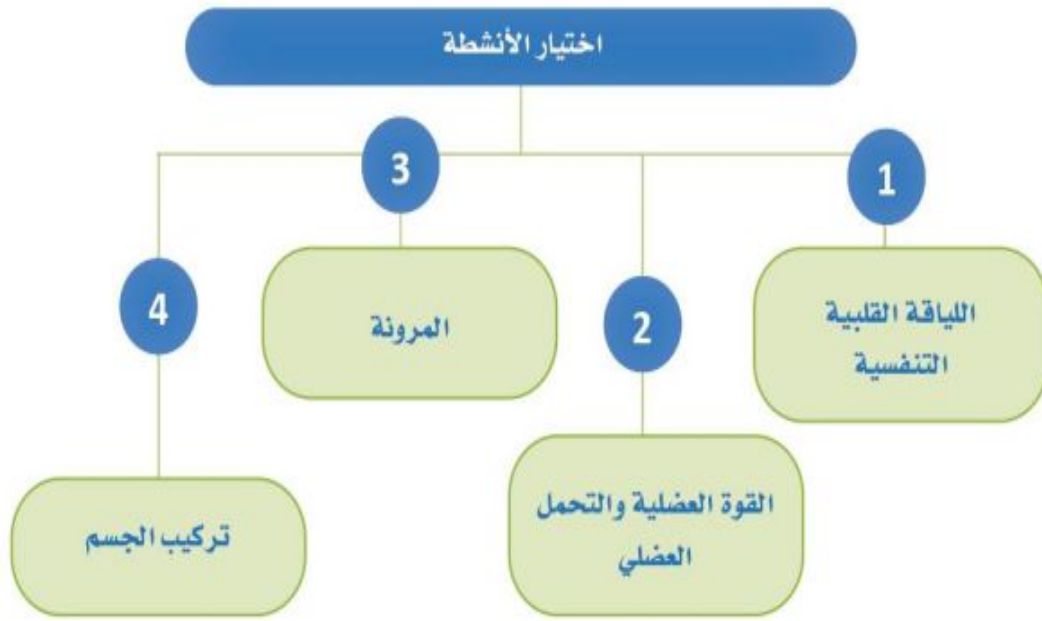 اختيار الأنشطة
1
اللياقة القلبية
التنفسية
2
القوة العضلية والتحمل
العضلي
3
المرونة
4
تركيب الجسم